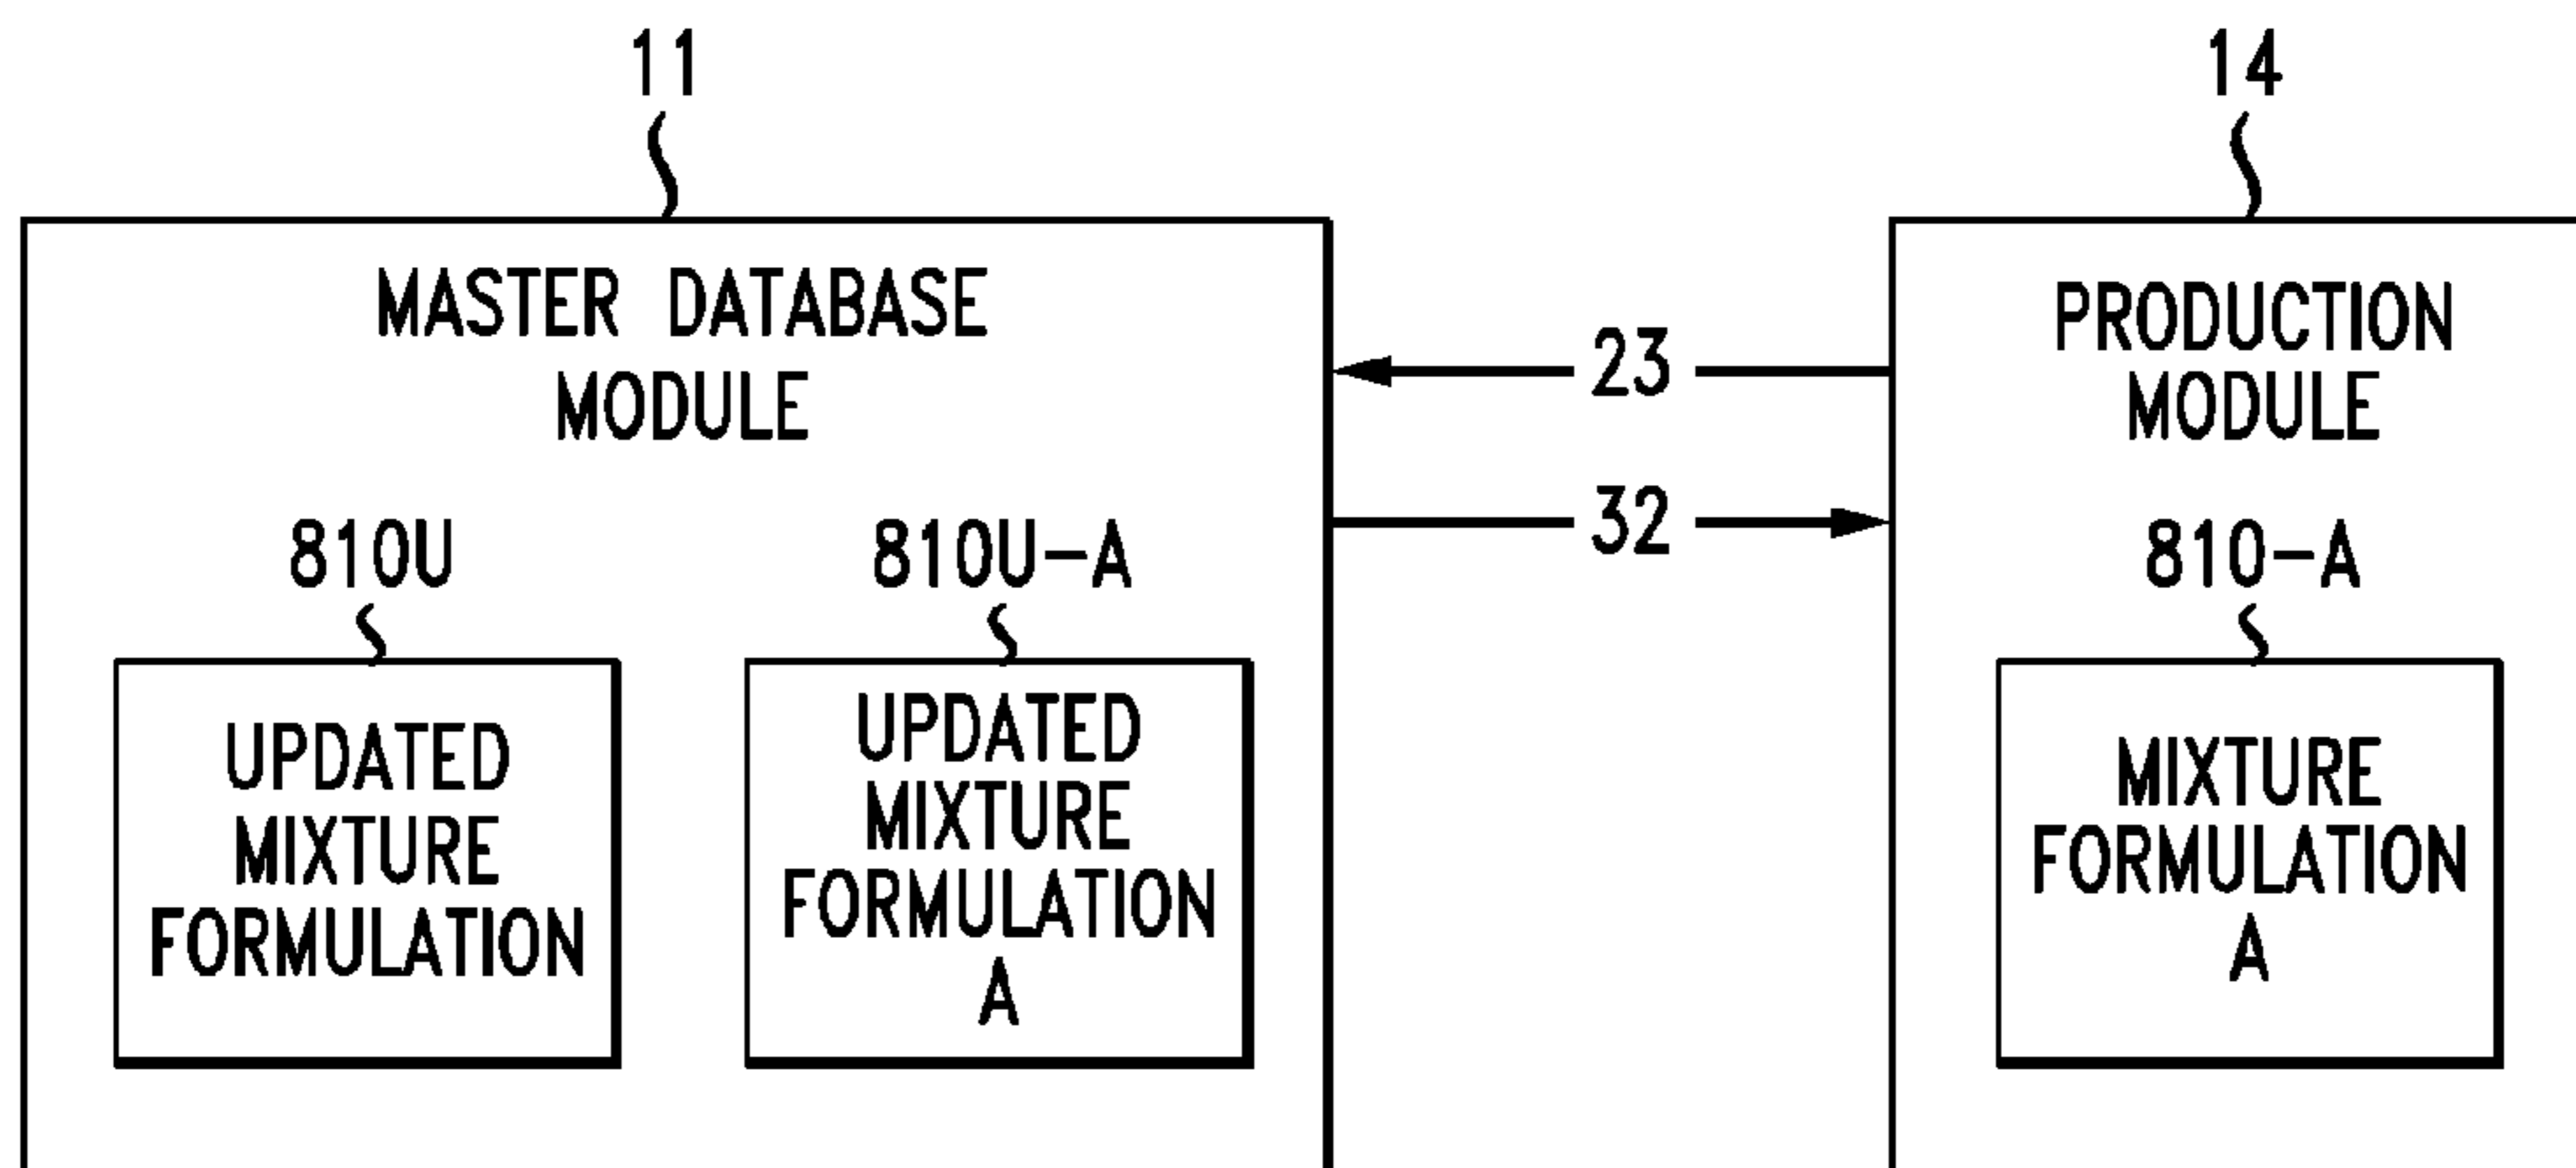 11
14
MASTER DATABASE
MODULE
PRODUCTION
MODULE
23
32
810U
810U-A
810-A
UPDATED
MIXTURE
FORMULATION
UPDATED
MIXTURE
FORMULATION
A
MIXTURE
FORMULATION
A